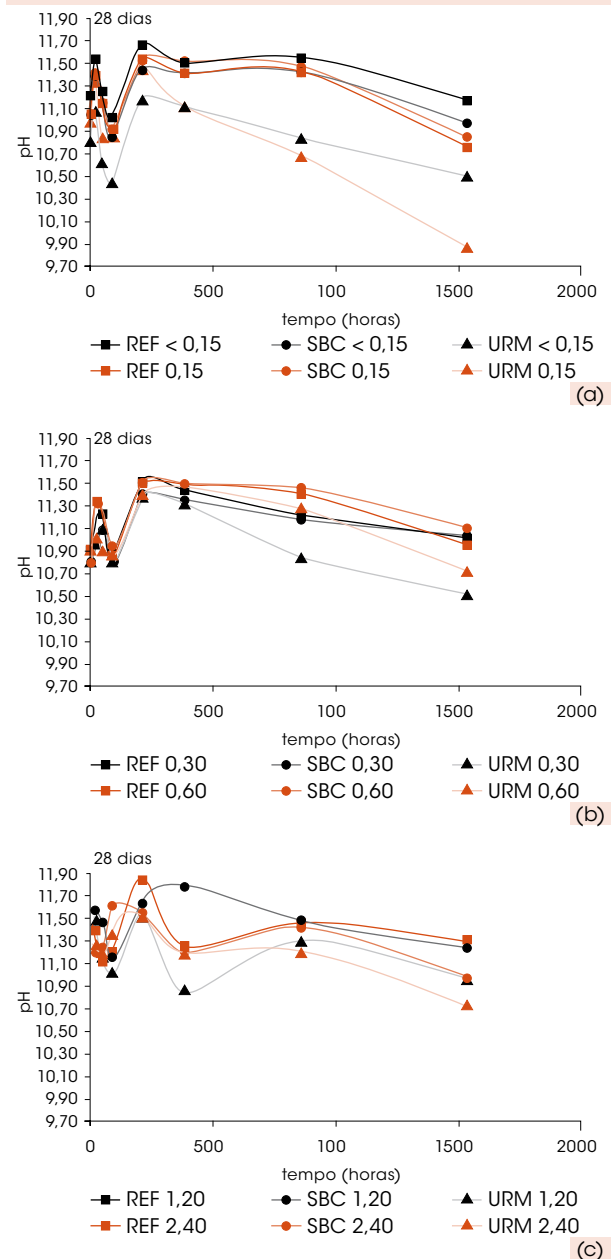 11,90
28 dias
11,70
11,50
11,30
11,10
10,90
10,70
10,50
10,30
10,10
9,90
9,70
pH
0 500 100 1500 2000
tempo (horas)
REF < 0,15 SBC < 0,15 URM < 0,15
REF 0,15 SBC 0,15 URM 0,15
(a)
11,90
28 dias
11,70
11,50
11,30
11,10
10,90
10,70
10,50
10,30
10,10
9,90
9,70
pH
0 500 100 1500 2000
tempo (horas)
REF 0,30 SBC 0,30 URM 0,30
REF 0,60 SBC 0,60 URM 0,60
(b)
11,90
28 dias
11,70
11,50
11,30
11,10
10,90
10,70
10,50
10,30
10,10
9,90
9,70
pH
0 500 100 1500 2000
tempo (horas)
REF 1,20 SBC 1,20 URM 1,20
REF 2,40 SBC 2,40 URM 2,40
(c)